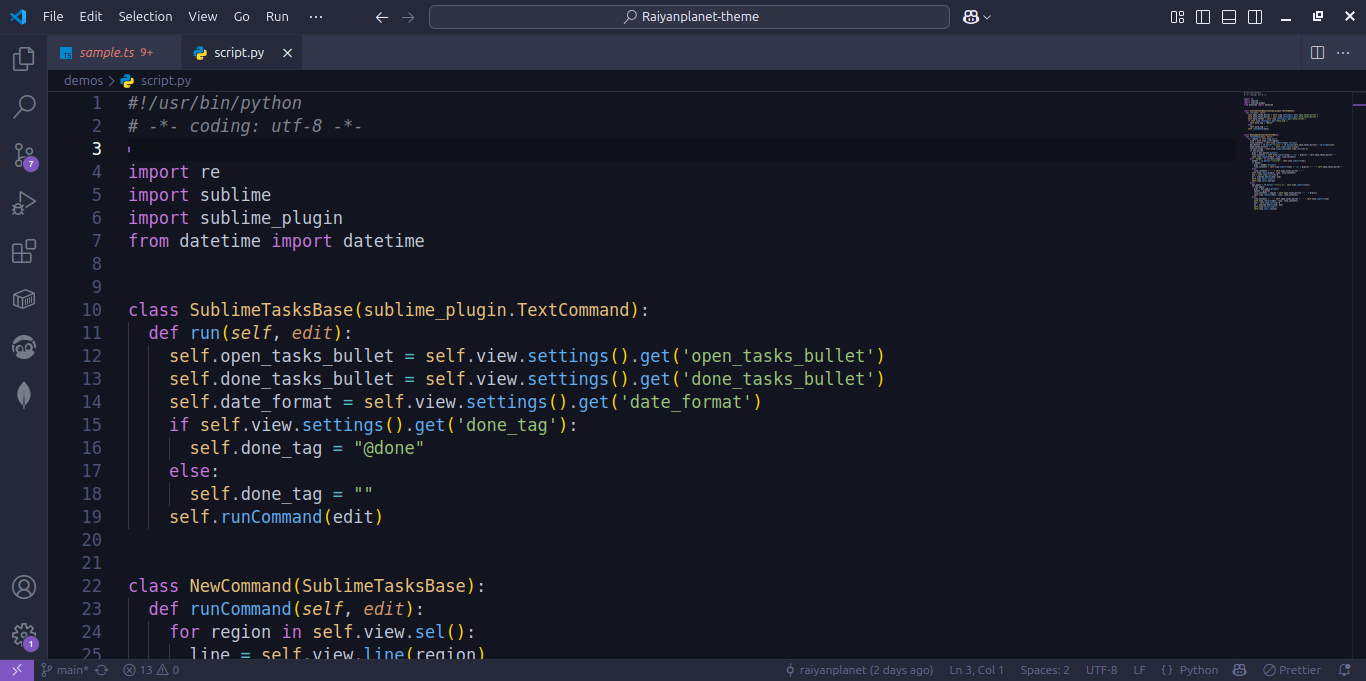 File Edit Selection View Go Run ··· Raiyanplanet-theme
sample.ts 9+ script.py
demos > script.py
1 #!/usr/bin/python
2 # -*- coding: utf-8 -*-
3
4 import re
5 import sublime
6 import sublime_plugin
7 from datetime import datetime
8
9
10 class SublimeTasksBase(sublime_plugin.TextCommand):
11 def run(self, edit):
12 self.open_tasks_bullet = self.view.settings().get('open_tasks_bullet')
13 self.done_tasks_bullet = self.view.settings().get('done_tasks_bullet')
14 self.date_format = self.view.settings().get('date_format')
15 if self.view.settings().get('done_tag'):
16 self.done_tag = "@done"
17 else:
18 self.done_tag = ""
19 self.runCommand(edit)
20
21
22 class NewCommand(SublimeTasksBase):
23 def runCommand(self, edit):
24 for region in self.view.sel():
25 line = self.view.line(region)
7
1
main* 13 0 raiyanplanet (2 days ago) Ln 3, Col 1 Spaces: 2 UTF-8 LF {} Python Prettier